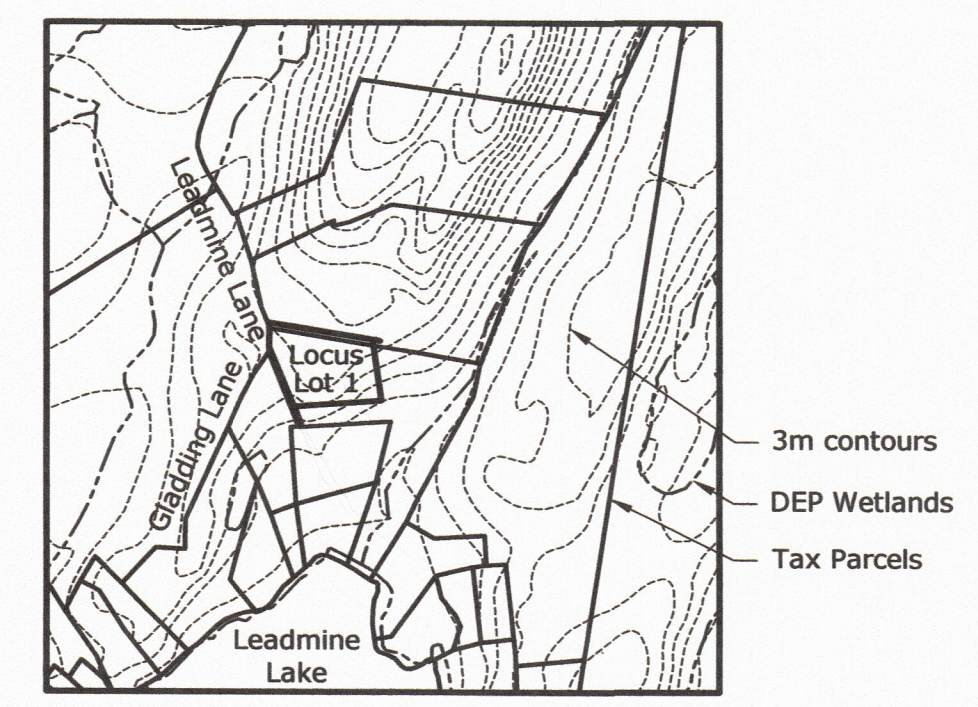 Leadmine Lane
Gladding Lane
Locus
Lot 1
3m contours
DEP Wetlands
Tax Parcels
Leadmine
Lake